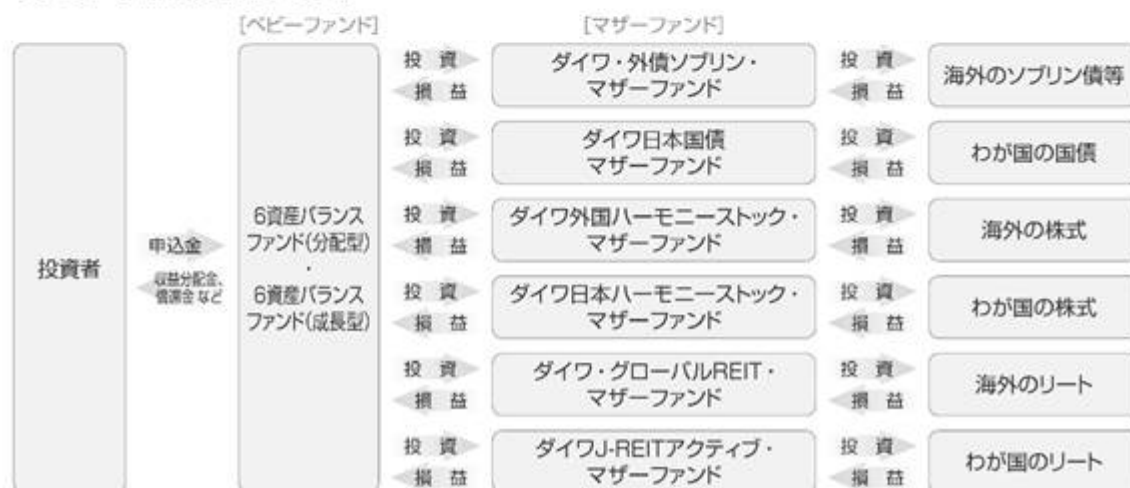 [ベビーファンド]
[マザーファンド]
投資者
申込金
収益分配金、
償還金 など
6資産バランス
ファンド(分配型)
・
6資産バランス
ファンド(成長型)
投 資
損 益
ダイワ・外債ソブリン・
マザーファンド
投 資
損 益
海外のソブリン債等
投 資
損 益
ダイワ日本国債
マザーファンド
投 資
損 益
わが国の国債
投 資
損 益
ダイワ外国ハーモニーストック・
マザーファンド
投 資
損 益
海外の株式
投 資
損 益
ダイワ日本ハーモニーストック・
マザーファンド
投 資
損 益
わが国の株式
投 資
損 益
ダイワ・グローバルREIT・
マザーファンド
投 資
損 益
海外のリート
投 資
損 益
ダイワJ-REITアクティブ・
マザーファンド
投 資
損 益
わが国のリート